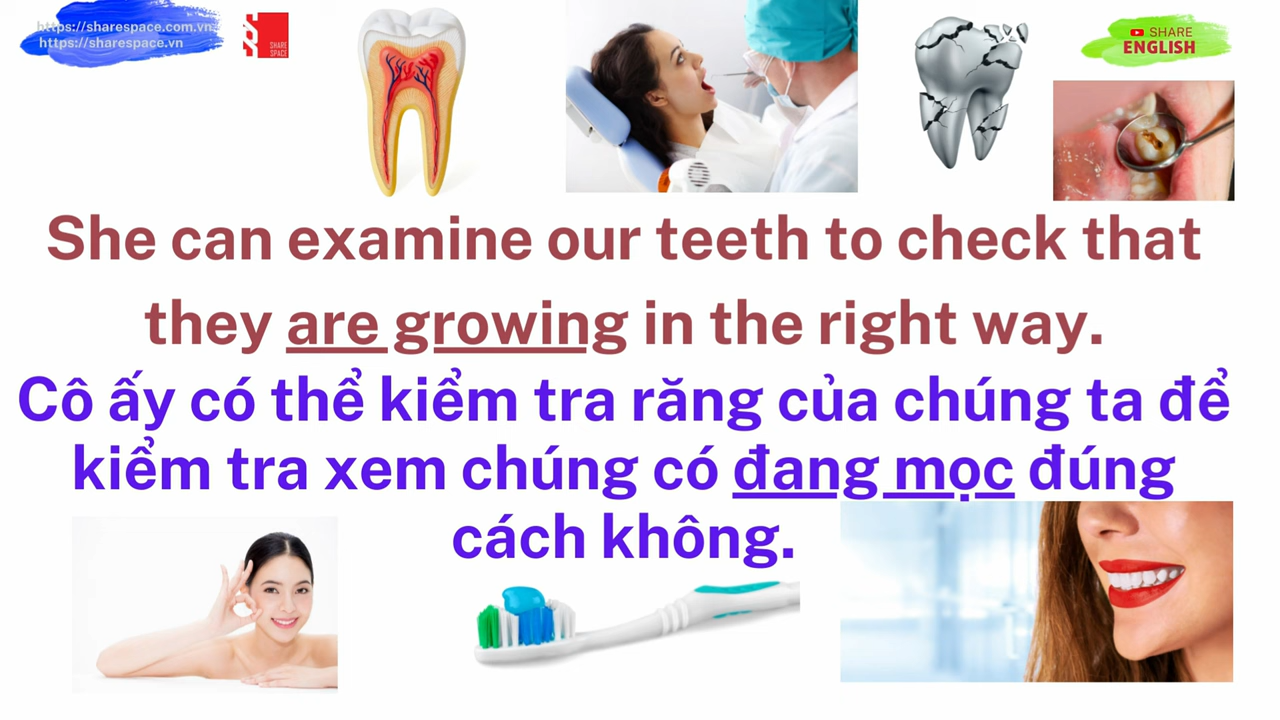 https://sharespace.com.vn
https://sharespace.vn
SHARE
SPACE
SHARE
ENGLISH
She can examine our teeth to check that
they are growing in the right way.
Cô ấy có thể kiểm tra răng của chúng ta để
kiểm tra xem chúng có đang mọc đúng
cách không.